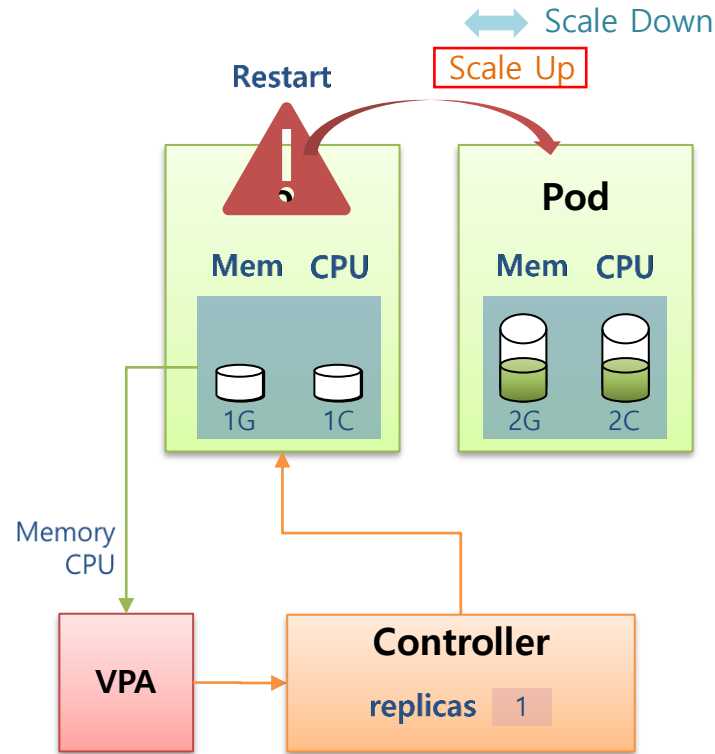 Scale Down
Scale Up
Restart
Pod
Mem CPU
Mem CPU
1G 1C
2G 2C
Memory
CPU
VPA
Controller
replicas 1